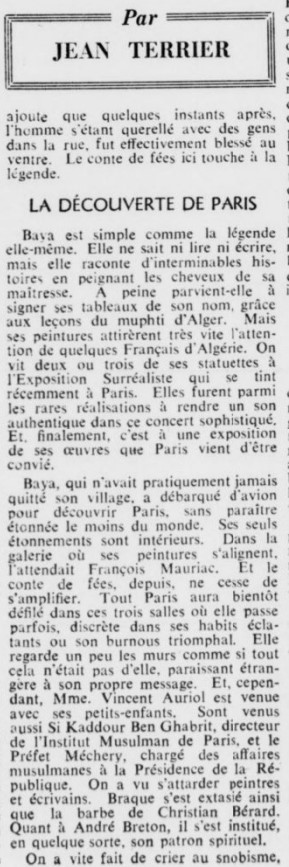 Par
JEAN TERRIER
ajoute que quelques instants après,
l'homme s'étant querellé avec des gens
dans la rue, fut effectivement blessé au
ventre. Le conte de fées ici touche à la
légende.
LA DÉCOUVERTE DE PARIS
Baya est simple comme la légende
elle-même. Elle ne sait ni lire ni écrire,
mais elle raconte d'interminables his-
toires en peignant les cheveux de sa
maîtresse. A peine parvient-elle à
signer ses tableaux de son nom, grâce
aux leçons du muphti d'Alger. Mais
ses peintures attirèrent très vite l'atten-
tion de quelques Français d'Algérie. On
vit deux ou trois de ses statuettes à
l'Exposition Surréaliste qui se tint
récemment à Paris. Elles furent parmi
les rares réalisations à rendre un son
authentique dans ce concert sophistiqué.
Et, finalement, c'est à une exposition
de ses œuvres que Paris vient d'être
convié.
Baya, qui n'avait pratiquement jamais
quitté son village, a débarqué d'avion
pour découvrir Paris, sans paraître
étonnée le moins du monde. Ses seuls
étonnements sont intérieurs. Dans la
galerie où ses peintures s'alignent,
l'attendait François Mauriac. Et le
conte de fées, depuis, ne cesse de
s'amplifier. Tout Paris aura bientôt
défilé dans ces trois salles où elle passe
parfois, discrète dans ses habits écla-
tants ou son burnous triomphal. Elle
regarde un peu les murs comme si tout
cela n'était pas d'elle, paraissant étran-
gère à son propre message. Et, cepen-
dant, Mme. Vincent Auriol est venue
avec ses petits-enfants. Sont venus
aussi Si Kaddour Ben Ghabrit, directeur
de l'Institut Musulman de Paris, et le
Préfet Méchery, chargé des affaires
musulmanes à la Présidence de la Ré-
publique. On a vu s'attarder peintres
et écrivains. Braque s'est extasié ainsi
que la barbe de Christian Bérard.
Quant à André Breton, il s'est institué,
en quelque sorte, son patron spirituel.
On a vite fait de crier au snobisme,